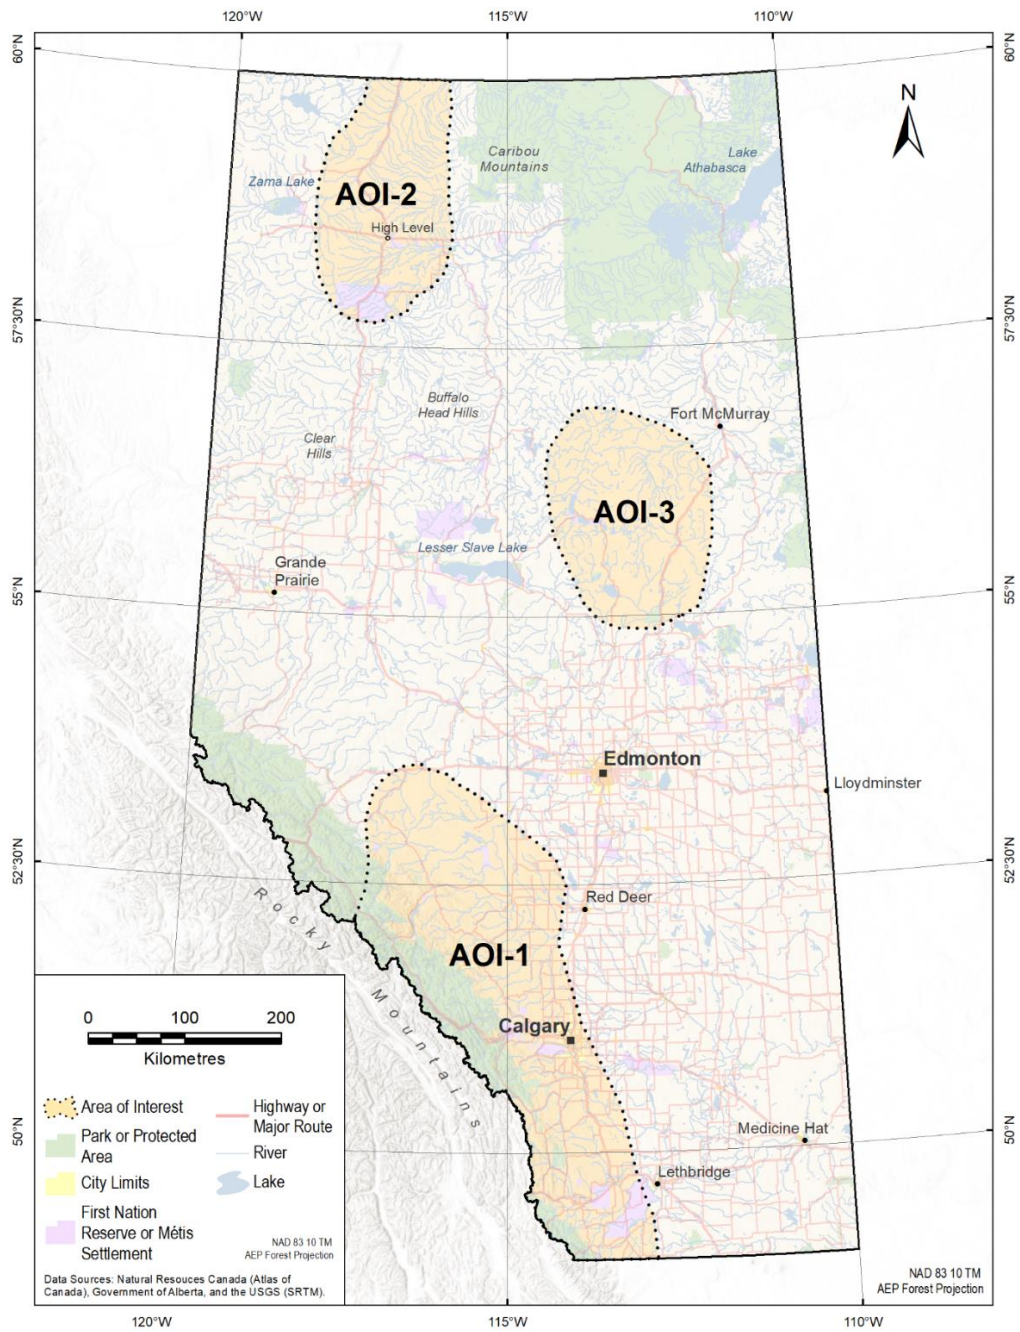 120°W
115°W
110°W
60°N
60°N
N
Caribou
Mountains
Lake
Athabasca
Zama Lake
AOI-2
High Level
57°30'N
57°30'N
Buffalo
Head Hills
Fort McMurray
Clear
Hills
AOI-3
Lesser Slave Lake
Grande
Prairie
55°N
55°N
Edmonton
Lloydminster
52°30'N
52°30'N
Red Deer
Rocky Mountains
AOI-1
Calgary
50°N
50°N
Medicine Hat
Lethbridge
0 100 200
Kilometres
Area of Interest
Park or Protected
Area
City Limits
First Nation
Reserve or Métis
Settlement
Highway or
Major Route
River
Lake
NAD 83 10 TM
AEP Forest Projection
Data Sources: Natural Resouces Canada (Atlas of
Canada), Government of Alberta, and the USGS (SRTM).
NAD 83 10 TM
AEP Forest Projection
120°W
115°W
110°W